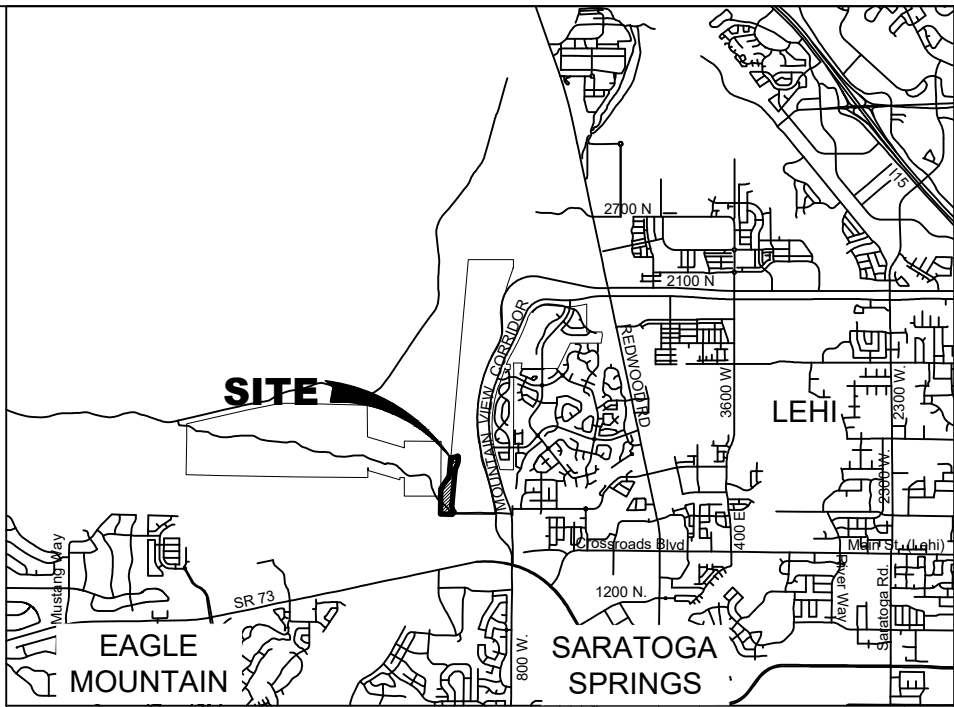 2700 N
I15
2100 N
MOUNTAIN VIEW CORRIDOR
REDWOOD RD
SITE
3600 W
LEHI
2300 W.
2300 W.
400 E
Crossroads Blvd
Main St. (Lehi)
Mustang Way
SR 73
1200 N.
River Way
Saratoga Rd.
800 W.
EAGLE
MOUNTAIN
SARATOGA
SPRINGS